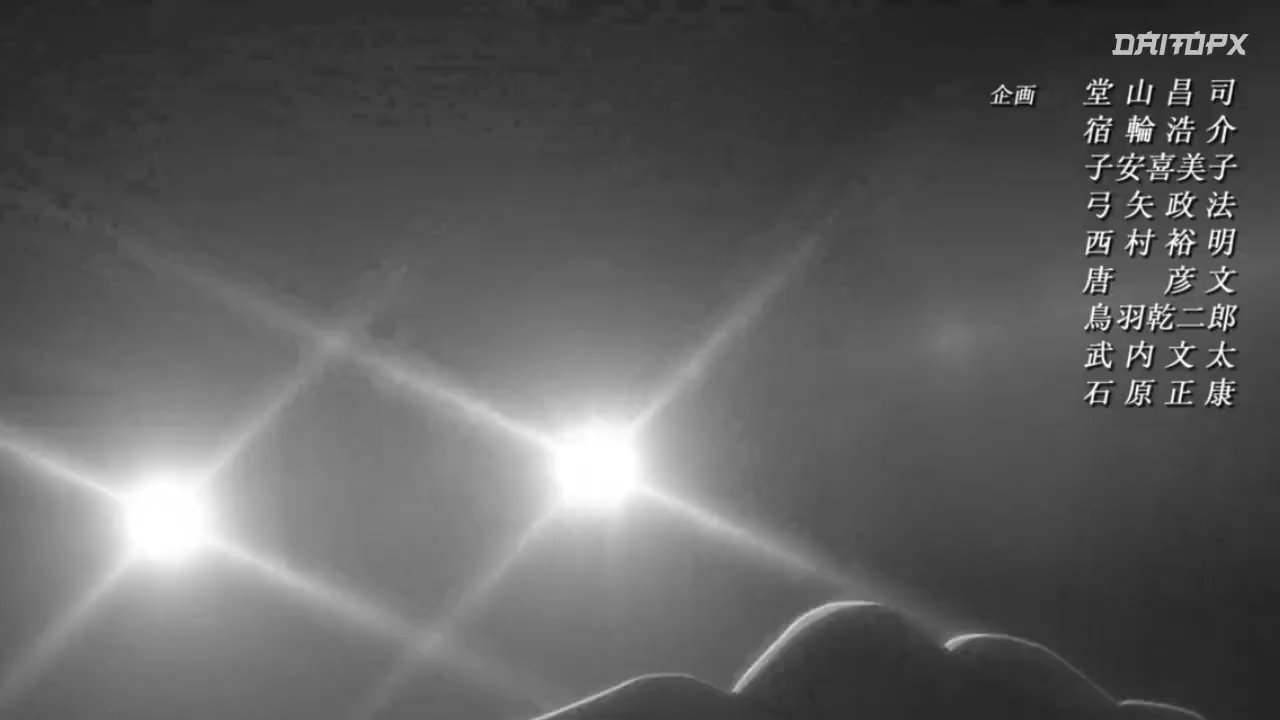 DAITOPX
企画 堂山昌司
宿輪浩介
子安喜美子
弓矢政法
西村裕明
唐 彦文
鳥羽乾二郎
武内文太
石原正康